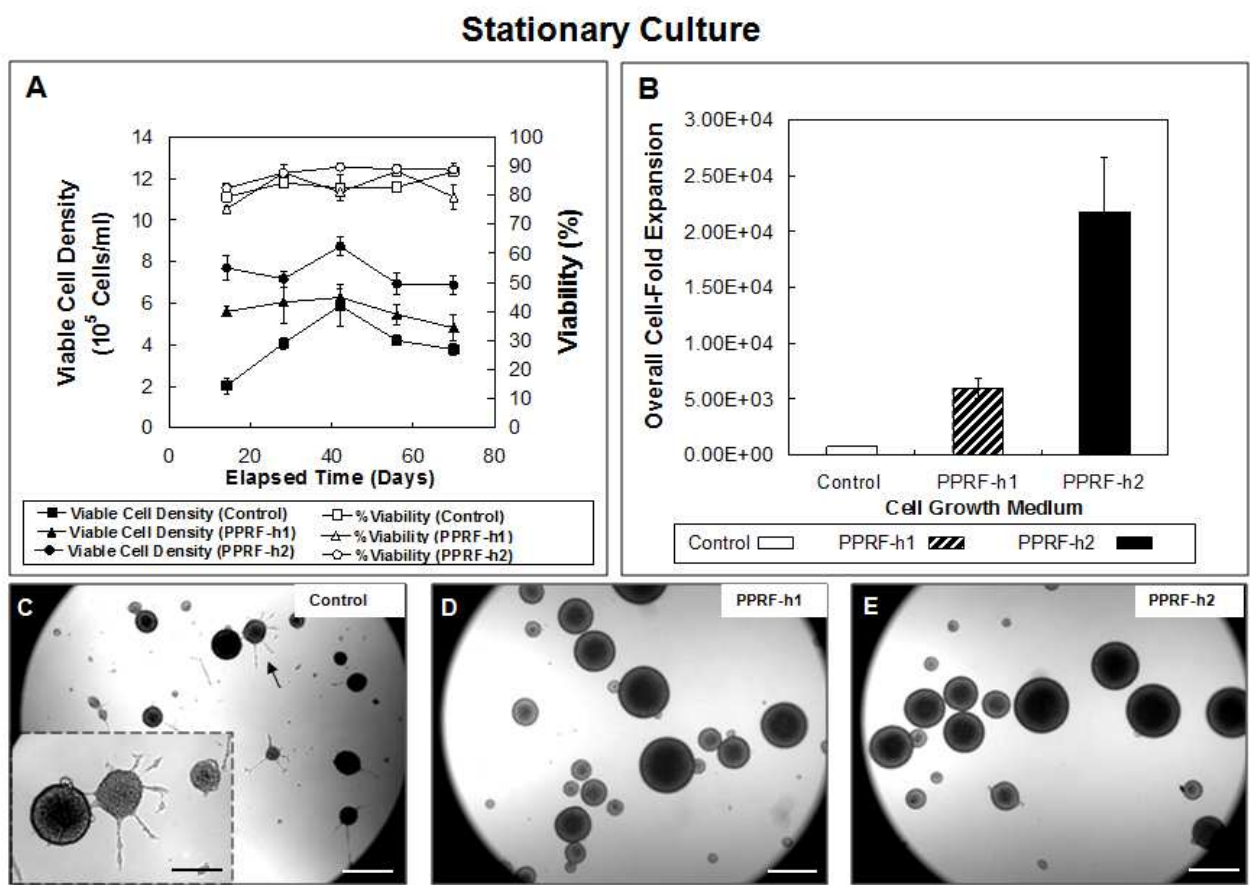 Stationary Culture
A
Viable Cell Density
(10⁵ Cells/ml)
14
12
10
8
6
4
2
0
100
90
80
70
60
50
40
30
20
10
0
Viability (%)
0 20 40 60 80
Elapsed Time (Days)
Viable Cell Density (Control)
Viable Cell Density (PPRF-h1)
Viable Cell Density (PPRF-h2)
%Viability (Control)
%Viability (PPRF-h1)
%Viability (PPRF-h2)
B
Overall Cell-Fold Expansion
3.00E+04
2.50E+04
2.00E+04
1.50E+04
1.00E+04
5.00E+03
0.00E+00
Control PPRF-h1 PPRF-h2
Cell Growth Medium
Control PPRF-h1 PPRF-h2
C
Control
D
PPRF-h1
E
PPRF-h2